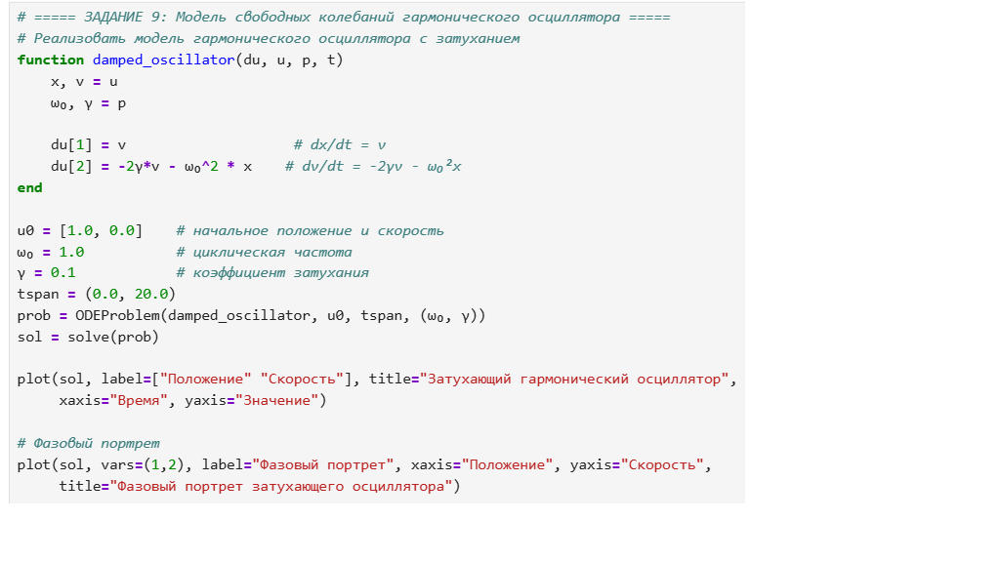 # ===== ЗАДАНИЕ 9: Модель свободных колебаний гармонического осциллятора =====
# Реализовать модель гармонического осциллятора с затуханием
function damped_oscillator(du, u, p, t)
    x, v = u
    ω₀, γ = p

    du[1] = v                    # dx/dt = v
    du[2] = -2γ*v - ω₀^2 * x    # dv/dt = -2γv - ω₀²x
end

u0 = [1.0, 0.0]    # начальное положение и скорость
ω₀ = 1.0           # циклическая частота
γ = 0.1            # коэффициент затухания
tspan = (0.0, 20.0)
prob = ODEProblem(damped_oscillator, u0, tspan, (ω₀, γ))
sol = solve(prob)

plot(sol, label=["Положение" "Скорость"], title="Затухающий гармонический осциллятор",
     xaxis="Время", yaxis="Значение")

# Фазовый портрет
plot(sol, vars=(1,2), label="Фазовый портрет", xaxis="Положение", yaxis="Скорость",
     title="Фазовый портрет затухающего осциллятора")